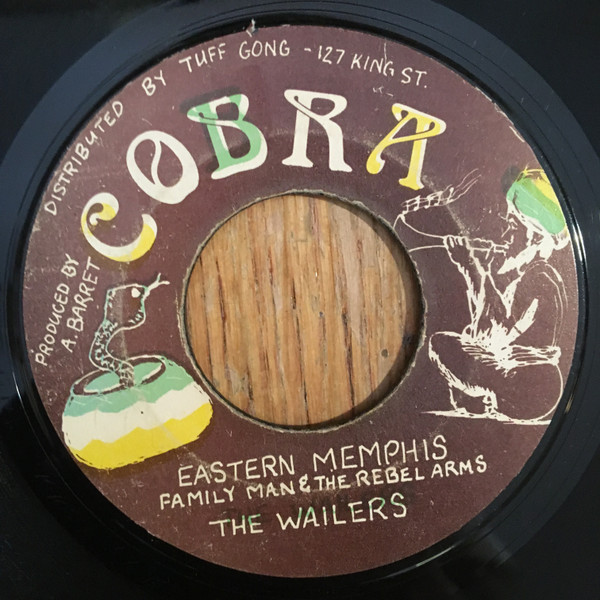 DISTRIBUTED BY TUFF GONG - 127 KING ST.
COBRA
PRODUCED BY
A. BARRET
EASTERN MEMPHIS
FAMILY MAN & THE REBEL ARMS
THE WAILERS